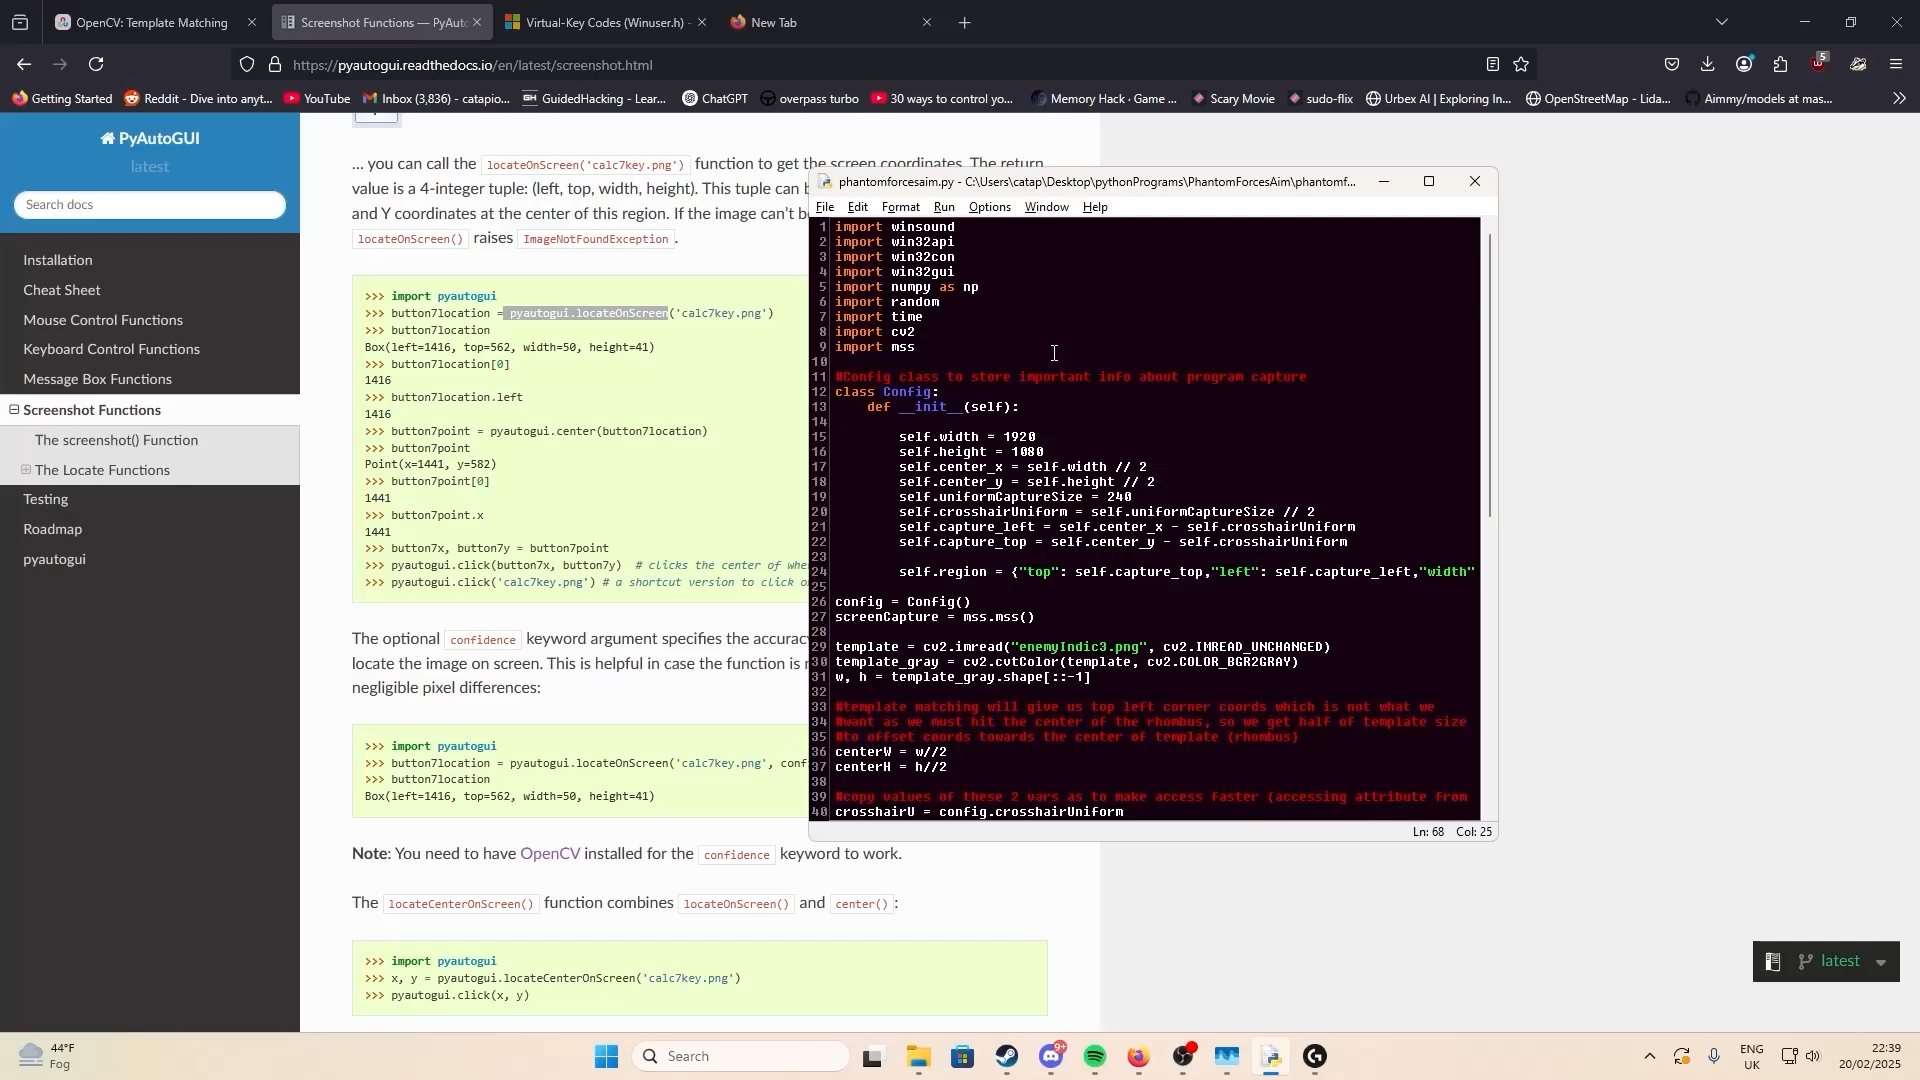 OpenCV: Template Matching
Screenshot Functions — PyAuto
Virtual-Key Codes (Winuser.h) -
New Tab
https://pyautogui.readthedocs.io/en/latest/screenshot.html
5
Getting Started
Reddit - Dive into anyt...
YouTube
Inbox (3,836) - catapio...
GuidedHacking - Lear...
ChatGPT
overpass turbo
30 ways to control yo...
Memory Hack · Game ...
Scary Movie
sudo-flix
Urbex AI | Exploring In...
OpenStreetMap - Lida...
Aimmy/models at mas...
PyAutoGUI
latest
Search docs
Installation
Cheat Sheet
Mouse Control Functions
Keyboard Control Functions
Message Box Functions
Screenshot Functions
The screenshot() Function
The Locate Functions
Testing
Roadmap
pyautogui
... you can call the locateOnScreen('calc7key.png') function to get the screen coordinates. The return
value is a 4-integer tuple: (left, top, width, height). This tuple can b
and Y coordinates at the center of this region. If the image can't b
locateOnScreen() raises ImageNotFoundException .
>>> import pyautogui
>>> button7location = pyautogui.locateOnScreen('calc7key.png')
>>> button7location
Box(left=1416, top=562, width=50, height=41)
>>> button7location[0]
1416
>>> button7location.left
1416
>>> button7point = pyautogui.center(button7location)
>>> button7point
Point(x=1441, y=582)
>>> button7point[0]
1441
>>> button7point.x
1441
>>> button7x, button7y = button7point
>>> pyautogui.click(button7x, button7y)  # clicks the center of whe
>>> pyautogui.click('calc7key.png') # a shortcut version to click o
The optional confidence keyword argument specifies the accuracy
locate the image on screen. This is helpful in case the function is n
negligible pixel differences:
>>> import pyautogui
>>> button7location = pyautogui.locateOnScreen('calc7key.png', conf
>>> button7location
Box(left=1416, top=562, width=50, height=41)
Note: You need to have OpenCV installed for the confidence keyword to work.
The locateCenterOnScreen() function combines locateOnScreen() and center() :
>>> import pyautogui
>>> x, y = pyautogui.locateCenterOnScreen('calc7key.png')
>>> pyautogui.click(x, y)
phantomforcesaim.py - C:\Users\catap\Desktop\pythonPrograms\PhantomForcesAim\phantomf...
File Edit Format Run Options Window Help
1 import winsound
2 import win32api
3 import win32con
4 import win32gui
5 import numpy as np
6 import random
7 import time
8 import cv2
9 import mss
10
11 #Config class to store important info about program capture
12 class Config:
13     def __init__(self):
14
15         self.width = 1920
16         self.height = 1080
17         self.center_x = self.width // 2
18         self.center_y = self.height // 2
19         self.uniformCaptureSize = 240
20         self.crosshairUniform = self.uniformCaptureSize // 2
21         self.capture_left = self.center_x - self.crosshairUniform
22         self.capture_top = self.center_y - self.crosshairUniform
23
24         self.region = {"top": self.capture_top,"left": self.capture_left,"width"
25
26 config = Config()
27 screenCapture = mss.mss()
28
29 template = cv2.imread("enemyIndic3.png", cv2.IMREAD_UNCHANGED)
30 template_gray = cv2.cvtColor(template, cv2.COLOR_BGR2GRAY)
31 w, h = template_gray.shape[::-1]
32
33 #template matching will give us top left corner coords which is not what we
34 #want as we must hit the center of the rhombus, so we get half of template size
35 #to offset coords towards the center of template (rhombus)
36 centerW = w//2
37 centerH = h//2
38
39 #copy values of these 2 vars as to make access faster (accessing attribute from
40 crosshairU = config.crosshairUniform
Ln: 68 Col: 25
latest
44°F
Fog
Search
9+
ENG
UK
22:39
20/02/2025